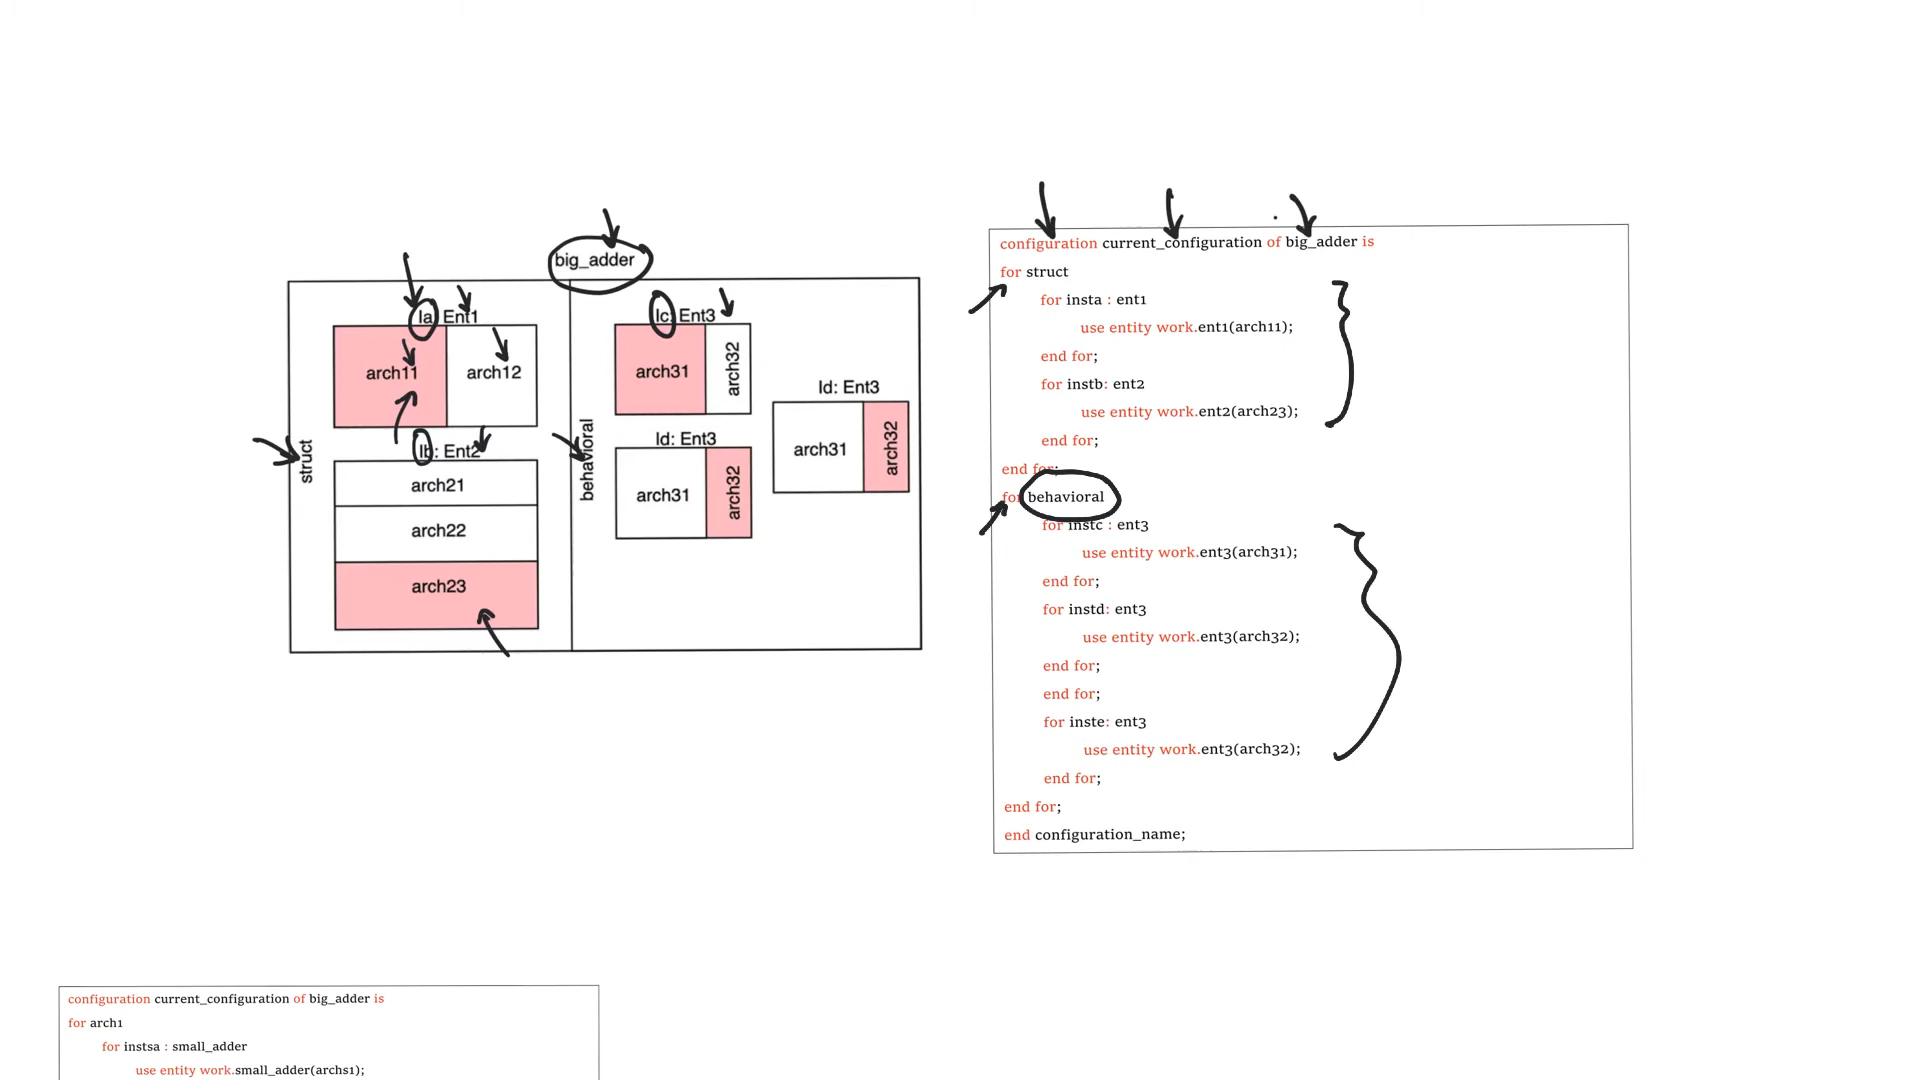 big_adder
Ia: Ent1
arch11
arch12
Ib: Ent2
arch21
arch22
arch23
struct
behavioral
Ic: Ent3
arch31
arch32
Id: Ent3
arch31
arch32
Id: Ent3
arch31
arch32
configuration current_configuration of big_adder is
for struct
for insta : ent1
use entity work.ent1(arch11);
end for;
for instb: ent2
use entity work.ent2(arch23);
end for;
end for;
for behavioral
for instc : ent3
use entity work.ent3(arch31);
end for;
for instd: ent3
use entity work.ent3(arch32);
end for;
end for;
for inste: ent3
use entity work.ent3(arch32);
end for;
end for;
end configuration_name;
configuration current_configuration of big_adder is
for arch1
for instsa : small_adder
use entity work.small_adder(archs1);